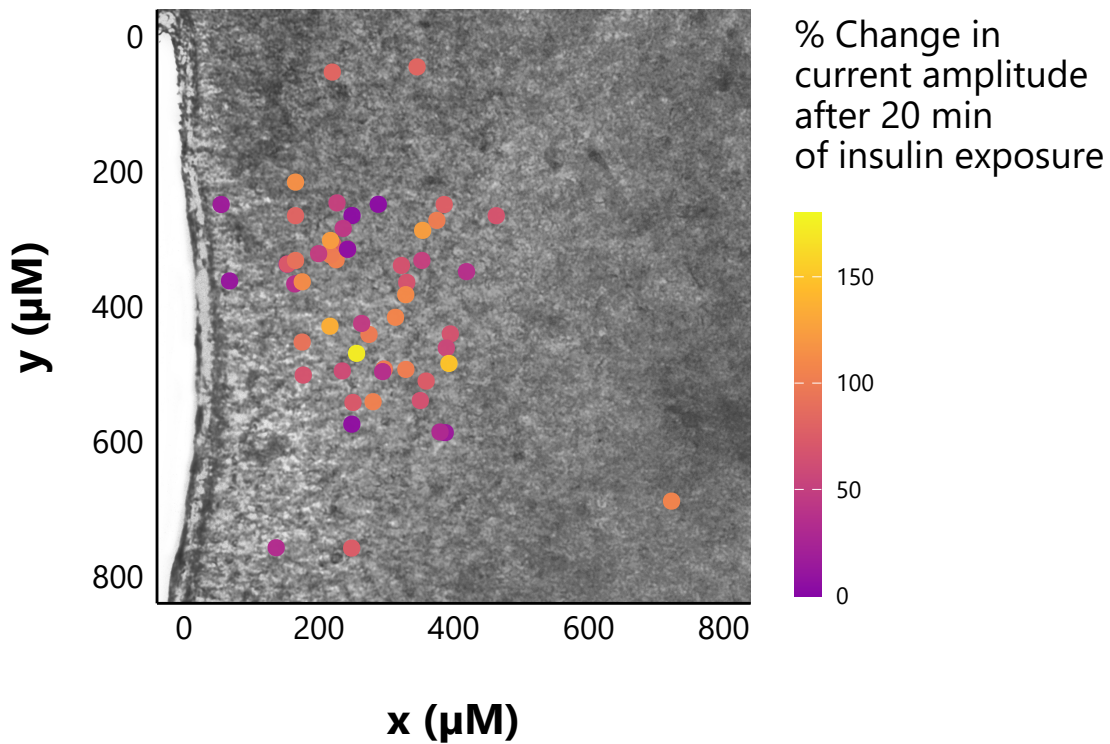 % Change in
current amplitude
after 20 min
of insulin exposure
0
200
400
600
800
y (μM)
150
100
50
0
0 200 400 600 800
x (μM)